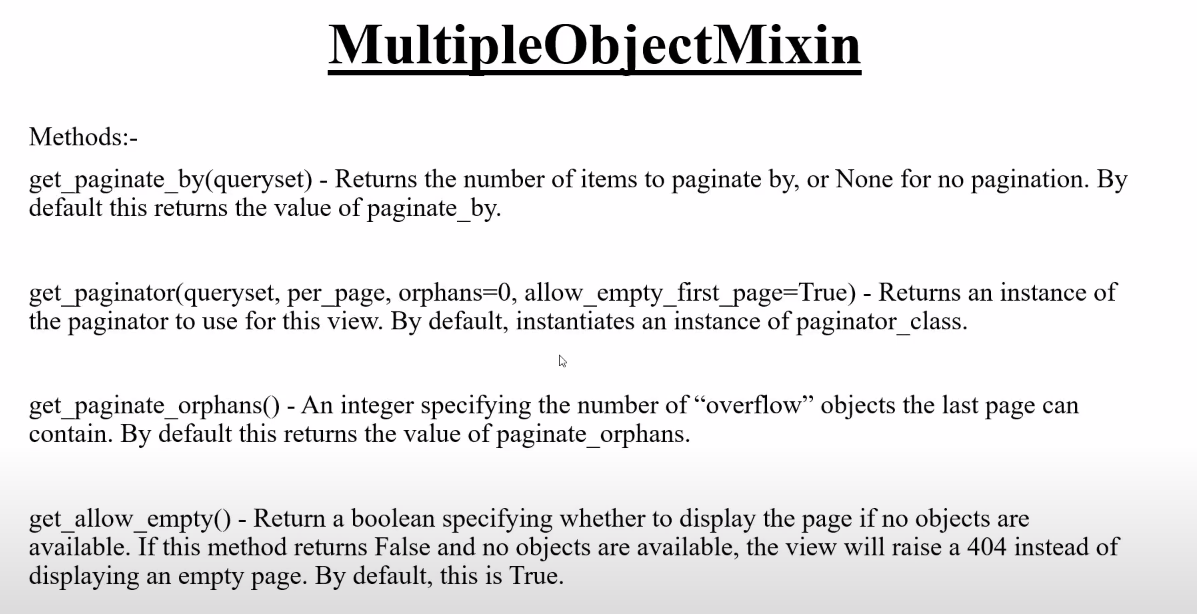 MultipleObjectMixin
Methods:-
get_paginate_by(queryset) - Returns the number of items to paginate by, or None for no pagination. By
default this returns the value of paginate_by.
get_paginator(queryset, per_page, orphans=0, allow_empty_first_page=True) - Returns an instance of
the paginator to use for this view. By default, instantiates an instance of paginator_class.
get_paginate_orphans() - An integer specifying the number of “overflow” objects the last page can
contain. By default this returns the value of paginate_orphans.
get_allow_empty() - Return a boolean specifying whether to display the page if no objects are
available. If this method returns False and no objects are available, the view will raise a 404 instead of
displaying an empty page. By default, this is True.